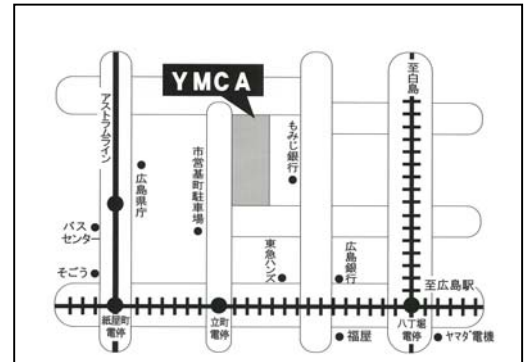 YMCA
至白島
アストラムライン
もみじ銀行
市営基町駐車場
広島県庁
バス
センター
そごう
東急ハンズ
広島銀行
至広島駅
紙屋町
電停
立町
電停
八丁堀
電停
福屋
ヤマダ電機